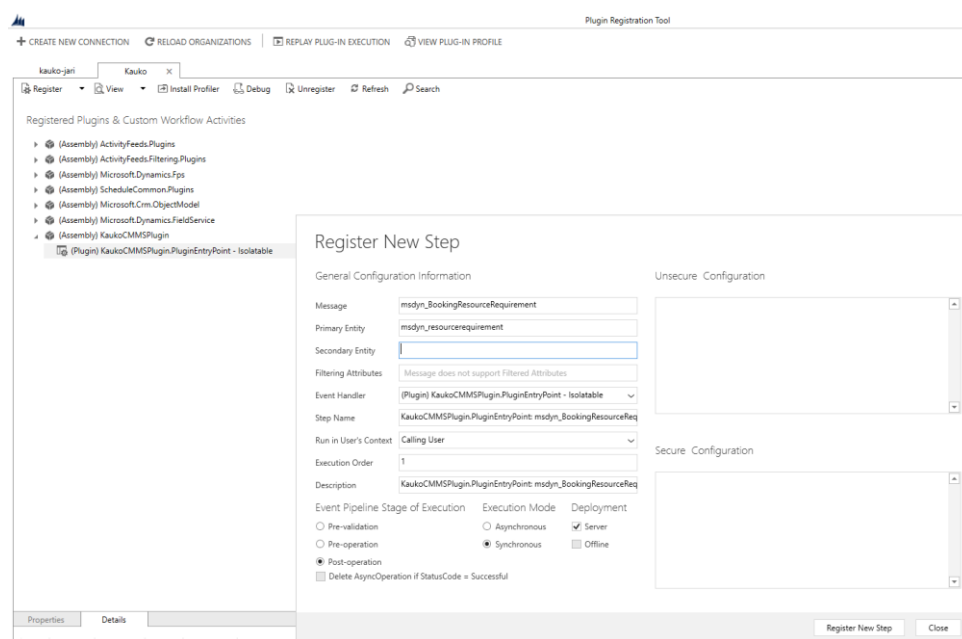 Plugin Registration Tool
CREATE NEW CONNECTION RELOAD ORGANIZATIONS REPLAY PLUG-IN EXECUTION VIEW PLUG-IN PROFILE
kauko-jari Kauko
Register View Install Profiler Debug Unregister Refresh Search
Registered Plugins & Custom Workflow Activities
(Assembly) ActivityFeeds.Plugins
(Assembly) ActivityFeeds.Filtering.Plugins
(Assembly) Microsoft.Dynamics.Fps
(Assembly) ScheduleCommon.Plugins
(Assembly) Microsoft.Crm.ObjectModel
(Assembly) Microsoft.Dynamics.FieldService
(Assembly) KaukoCMMSPlugin
(Plugin) KaukoCMMSPlugin.PluginEntryPoint - Isolatable
Register New Step
General Configuration Information
Message msdyn_BookingResourceRequirement
Primary Entity msdyn_resourcerequirement
Secondary Entity
Filtering Attributes Message does not support Filtered Attributes
Event Handler (Plugin) KaukoCMMSPlugin.PluginEntryPoint - Isolatable
Step Name KaukoCMMSPlugin.PluginEntryPoint: msdyn_BookingResourceReq
Run in User's Context Calling User
Execution Order 1
Description KaukoCMMSPlugin.PluginEntryPoint: msdyn_BookingResourceReq
Event Pipeline Stage of Execution Execution Mode Deployment
Pre-validation Asynchronous Server
Pre-operation Synchronous Offline
Post-operation
Delete AsyncOperation if StatusCode = Successful
Unsecure Configuration
Secure Configuration
Properties Details
Register New Step Close